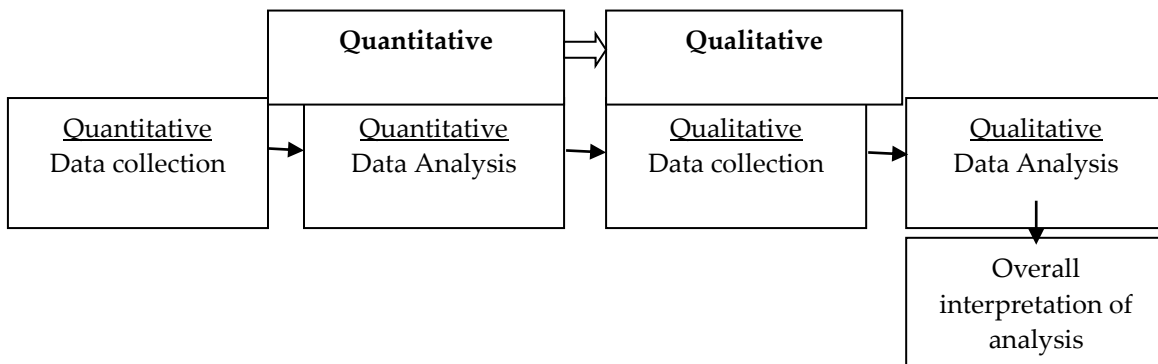 Quantitative
Qualitative
Quantitative
Data collection
Quantitative
Data Analysis
Qualitative
Data collection
Qualitative
Data Analysis
Overall
interpretation of
analysis